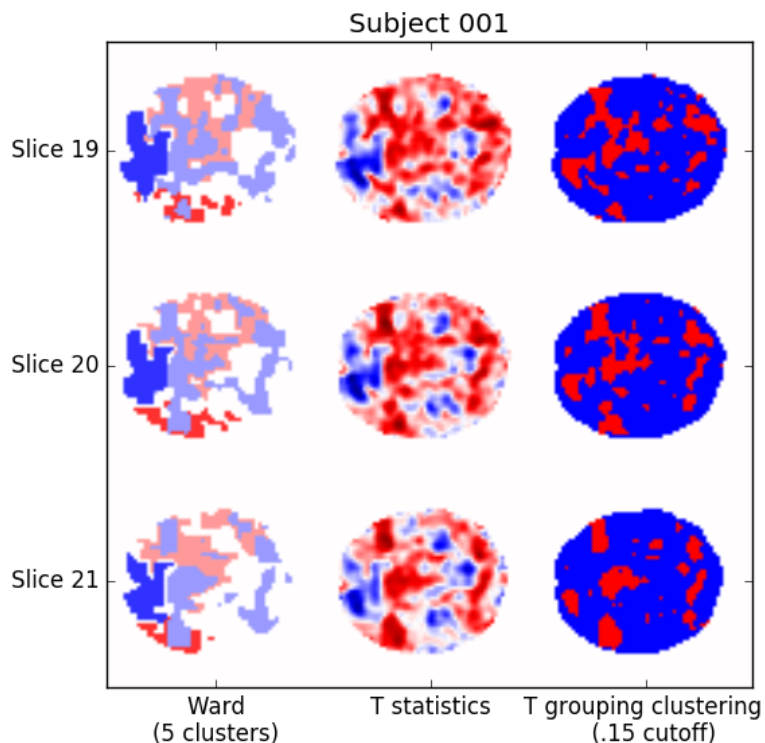 Subject 001
Slice 19
Slice 20
Slice 21
Ward
(5 clusters)
T statistics
T grouping clustering
(.15 cutoff)